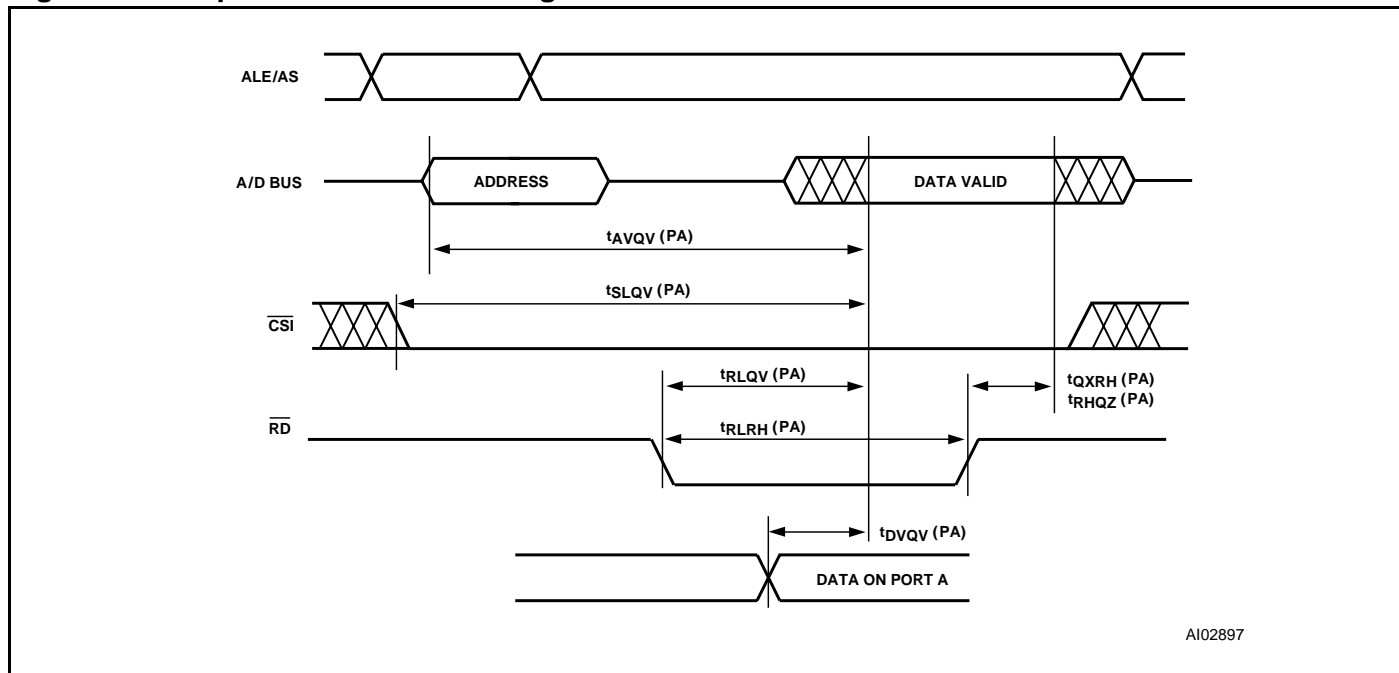 ALE/AS
A/D BUS
ADDRESS
DATA VALID
tAVQV (PA)
tSLQV (PA)
CSI
tRLQV (PA)
tQXRH (PA)
tRHQZ (PA)
RD
tRLRH (PA)
tDVQV (PA)
DATA ON PORT A
AI02897